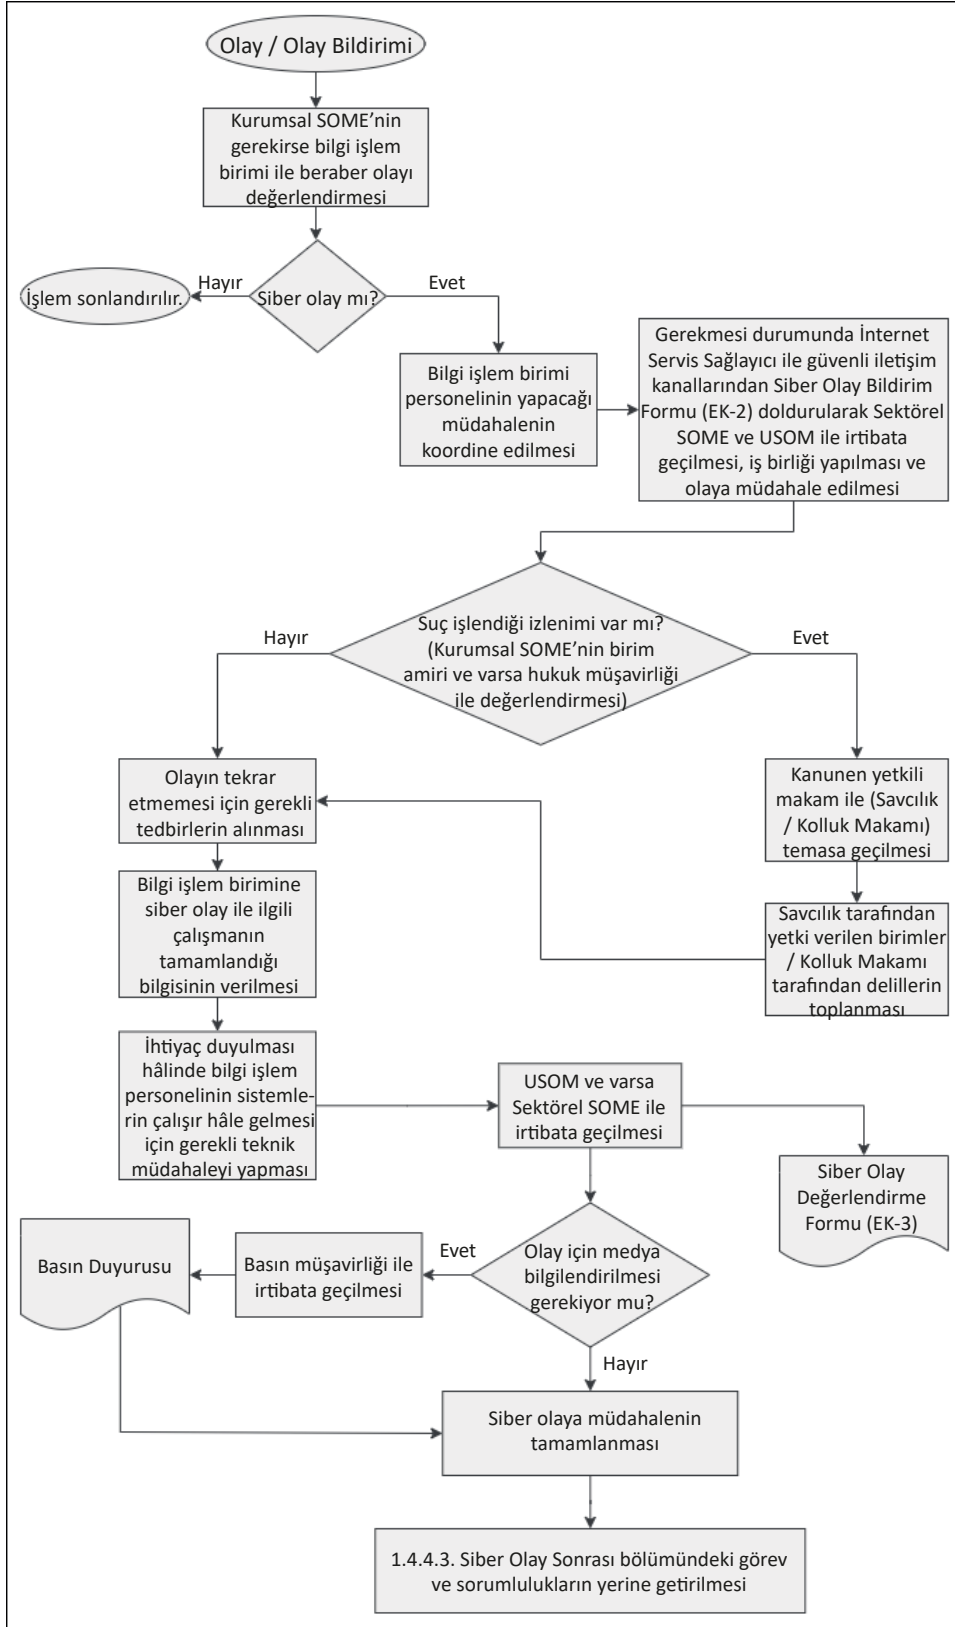 Olay / Olay Bildirimi
Kurumsal SOME’nin
gerekirse bilgi işlem
birimi ile beraber olayı
değerlendirmesi
Siber olay mı?
Hayır
İşlem sonlandırılır.
Evet
Bilgi işlem birimi
personelinin yapacağı
müdahalenin
koordine edilmesi
Gerekmesi durumunda İnternet
Servis Sağlayıcı ile güvenli iletişim
kanallarından Siber Olay Bildirim
Formu (EK-2) doldurularak Sektörel
SOME ve USOM ile irtibata
geçilmesi, iş birliği yapılması ve
olaya müdahale edilmesi
Suç işlendiği izlenimi var mı?
(Kurumsal SOME’nin birim
amiri ve varsa hukuk müşavirliği
ile değerlendirmesi)
Hayır
Evet
Kanunen yetkili
makam ile (Savcılık
/ Kolluk Makamı)
temasa geçilmesi
Savcılık tarafından
yetki verilen birimler
/ Kolluk Makamı
tarafından delillerin
toplanması
Olayın tekrar
etmemesi için gerekli
tedbirlerin alınması
Bilgi işlem birimine
siber olay ile ilgili
çalışmanın
tamamlandığı
bilgisinin verilmesi
İhtiyaç duyulması
hâlinde bilgi işlem
personelinin sistemle-
rin çalışır hâle gelmesi
için gerekli teknik
müdahaleyi yapması
USOM ve varsa
Sektörel SOME ile
irtibata geçilmesi
Siber Olay
Değerlendirme
Formu (EK-3)
Olay için medya
bilgilendirilmesi
gerekiyor mu?
Evet
Basın müşavirliği ile
irtibata geçilmesi
Basın Duyurusu
Hayır
Siber olaya müdahalenin
tamamlanması
1.4.4.3. Siber Olay Sonrası bölümündeki görev
ve sorumlulukların yerine getirilmesi